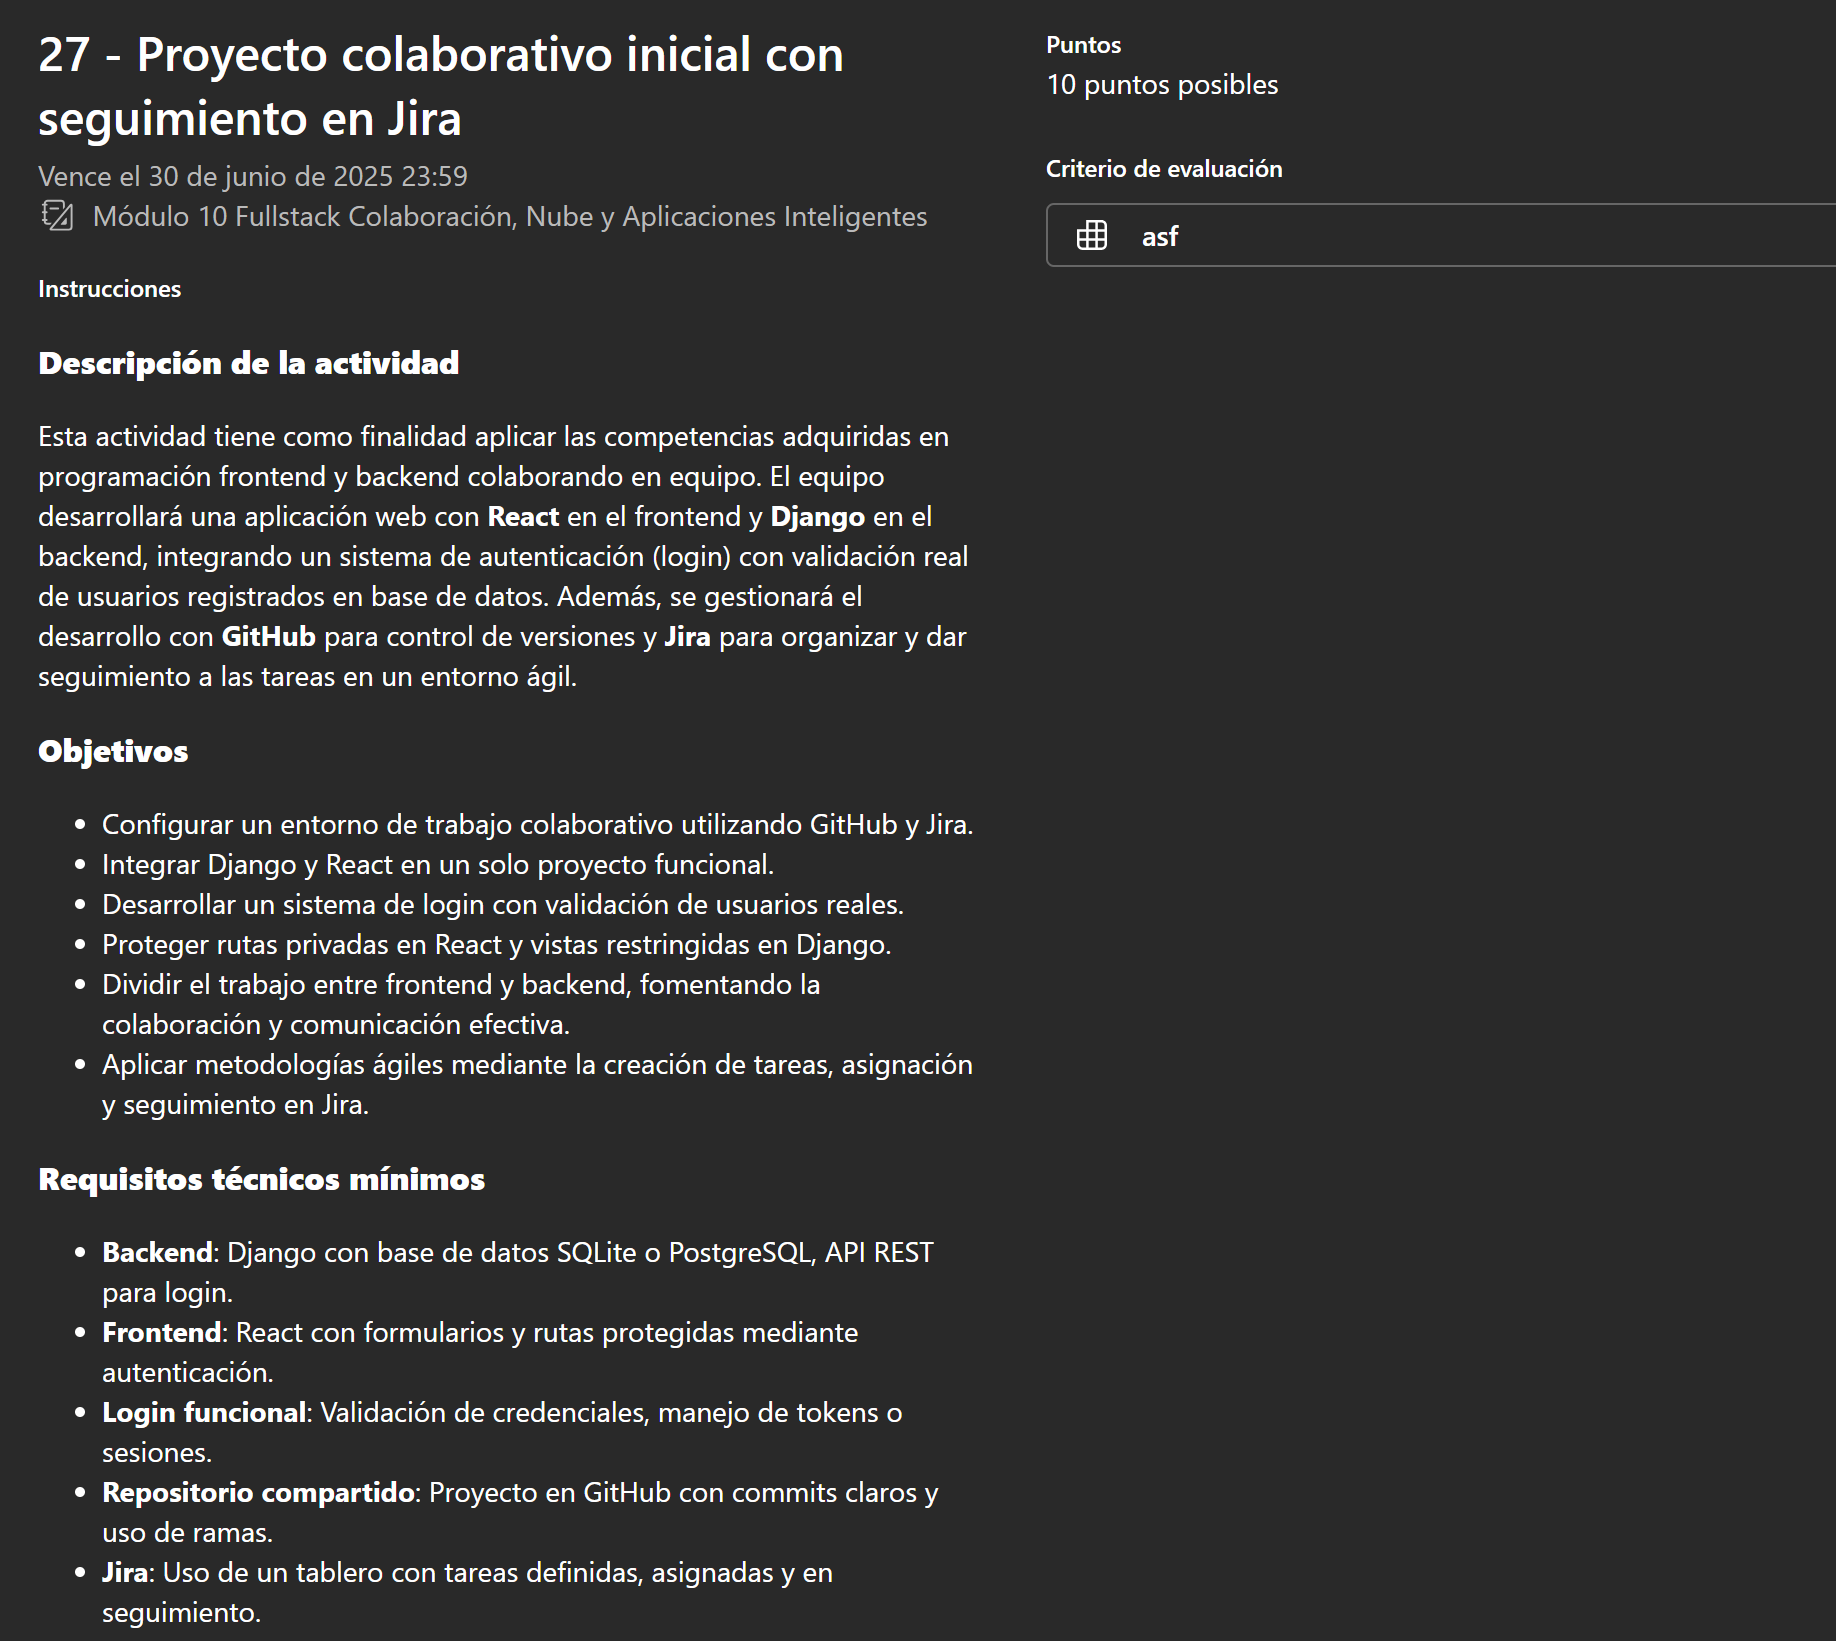 27 - Proyecto colaborativo inicial con
seguimiento en Jira
Vence el 30 de junio de 2025 23:59
Módulo 10 Fullstack Colaboración, Nube y Aplicaciones Inteligentes
Instrucciones
Descripción de la actividad
Esta actividad tiene como finalidad aplicar las competencias adquiridas en
programación frontend y backend colaborando en equipo. El equipo
desarrollará una aplicación web con React en el frontend y Django en el
backend, integrando un sistema de autenticación (login) con validación real
de usuarios registrados en base de datos. Además, se gestionará el
desarrollo con GitHub para control de versiones y Jira para organizar y dar
seguimiento a las tareas en un entorno ágil.
Objetivos
• Configurar un entorno de trabajo colaborativo utilizando GitHub y Jira.
• Integrar Django y React en un solo proyecto funcional.
• Desarrollar un sistema de login con validación de usuarios reales.
• Proteger rutas privadas en React y vistas restringidas en Django.
• Dividir el trabajo entre frontend y backend, fomentando la
colaboración y comunicación efectiva.
• Aplicar metodologías ágiles mediante la creación de tareas, asignación
y seguimiento en Jira.
Requisitos técnicos mínimos
• Backend: Django con base de datos SQLite o PostgreSQL, API REST
para login.
• Frontend: React con formularios y rutas protegidas mediante
autenticación.
• Login funcional: Validación de credenciales, manejo de tokens o
sesiones.
• Repositorio compartido: Proyecto en GitHub con commits claros y
uso de ramas.
• Jira: Uso de un tablero con tareas definidas, asignadas y en
seguimiento.
Puntos
10 puntos posibles
Criterio de evaluación
asf